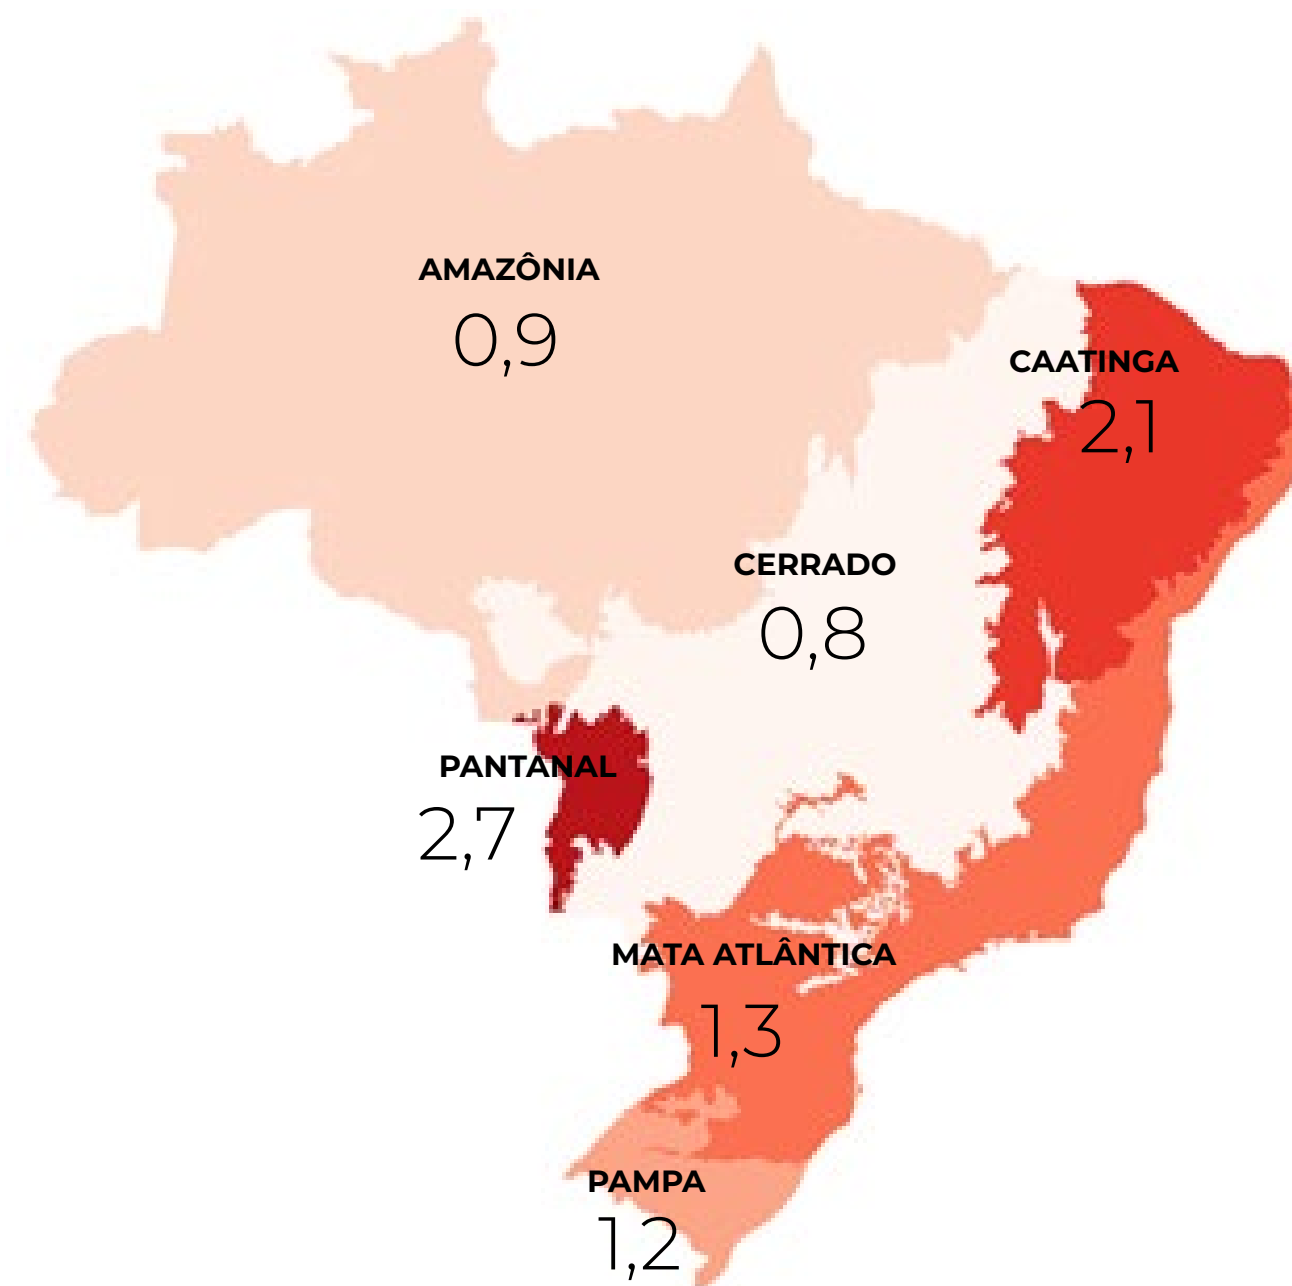 AMAZÔNIA
0,9
CAATINGA
2,1
CERRADO
0,8
PANTANAL
2,7
MATA ATLÂNTICA
1,3
PAMPA
1,2